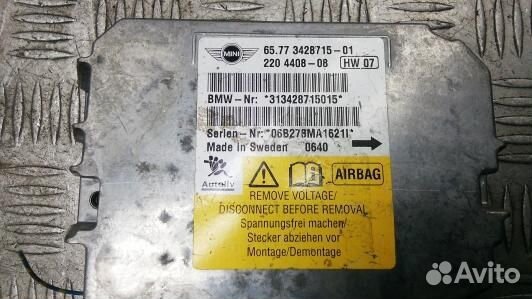 MINI
65.77 3428715-01
220 4408-08 HW 07
BMW-Nr: *313428715015*
Serien-Nr: *06B278MA1621I*
Made in Sweden 0640
Autoliv
AIRBAG
REMOVE VOLTAGE/
DISCONNECT BEFORE REMOVAL
Spannungsfrei machen/
Stecker abziehen vor
Montage/Demontage
Avito